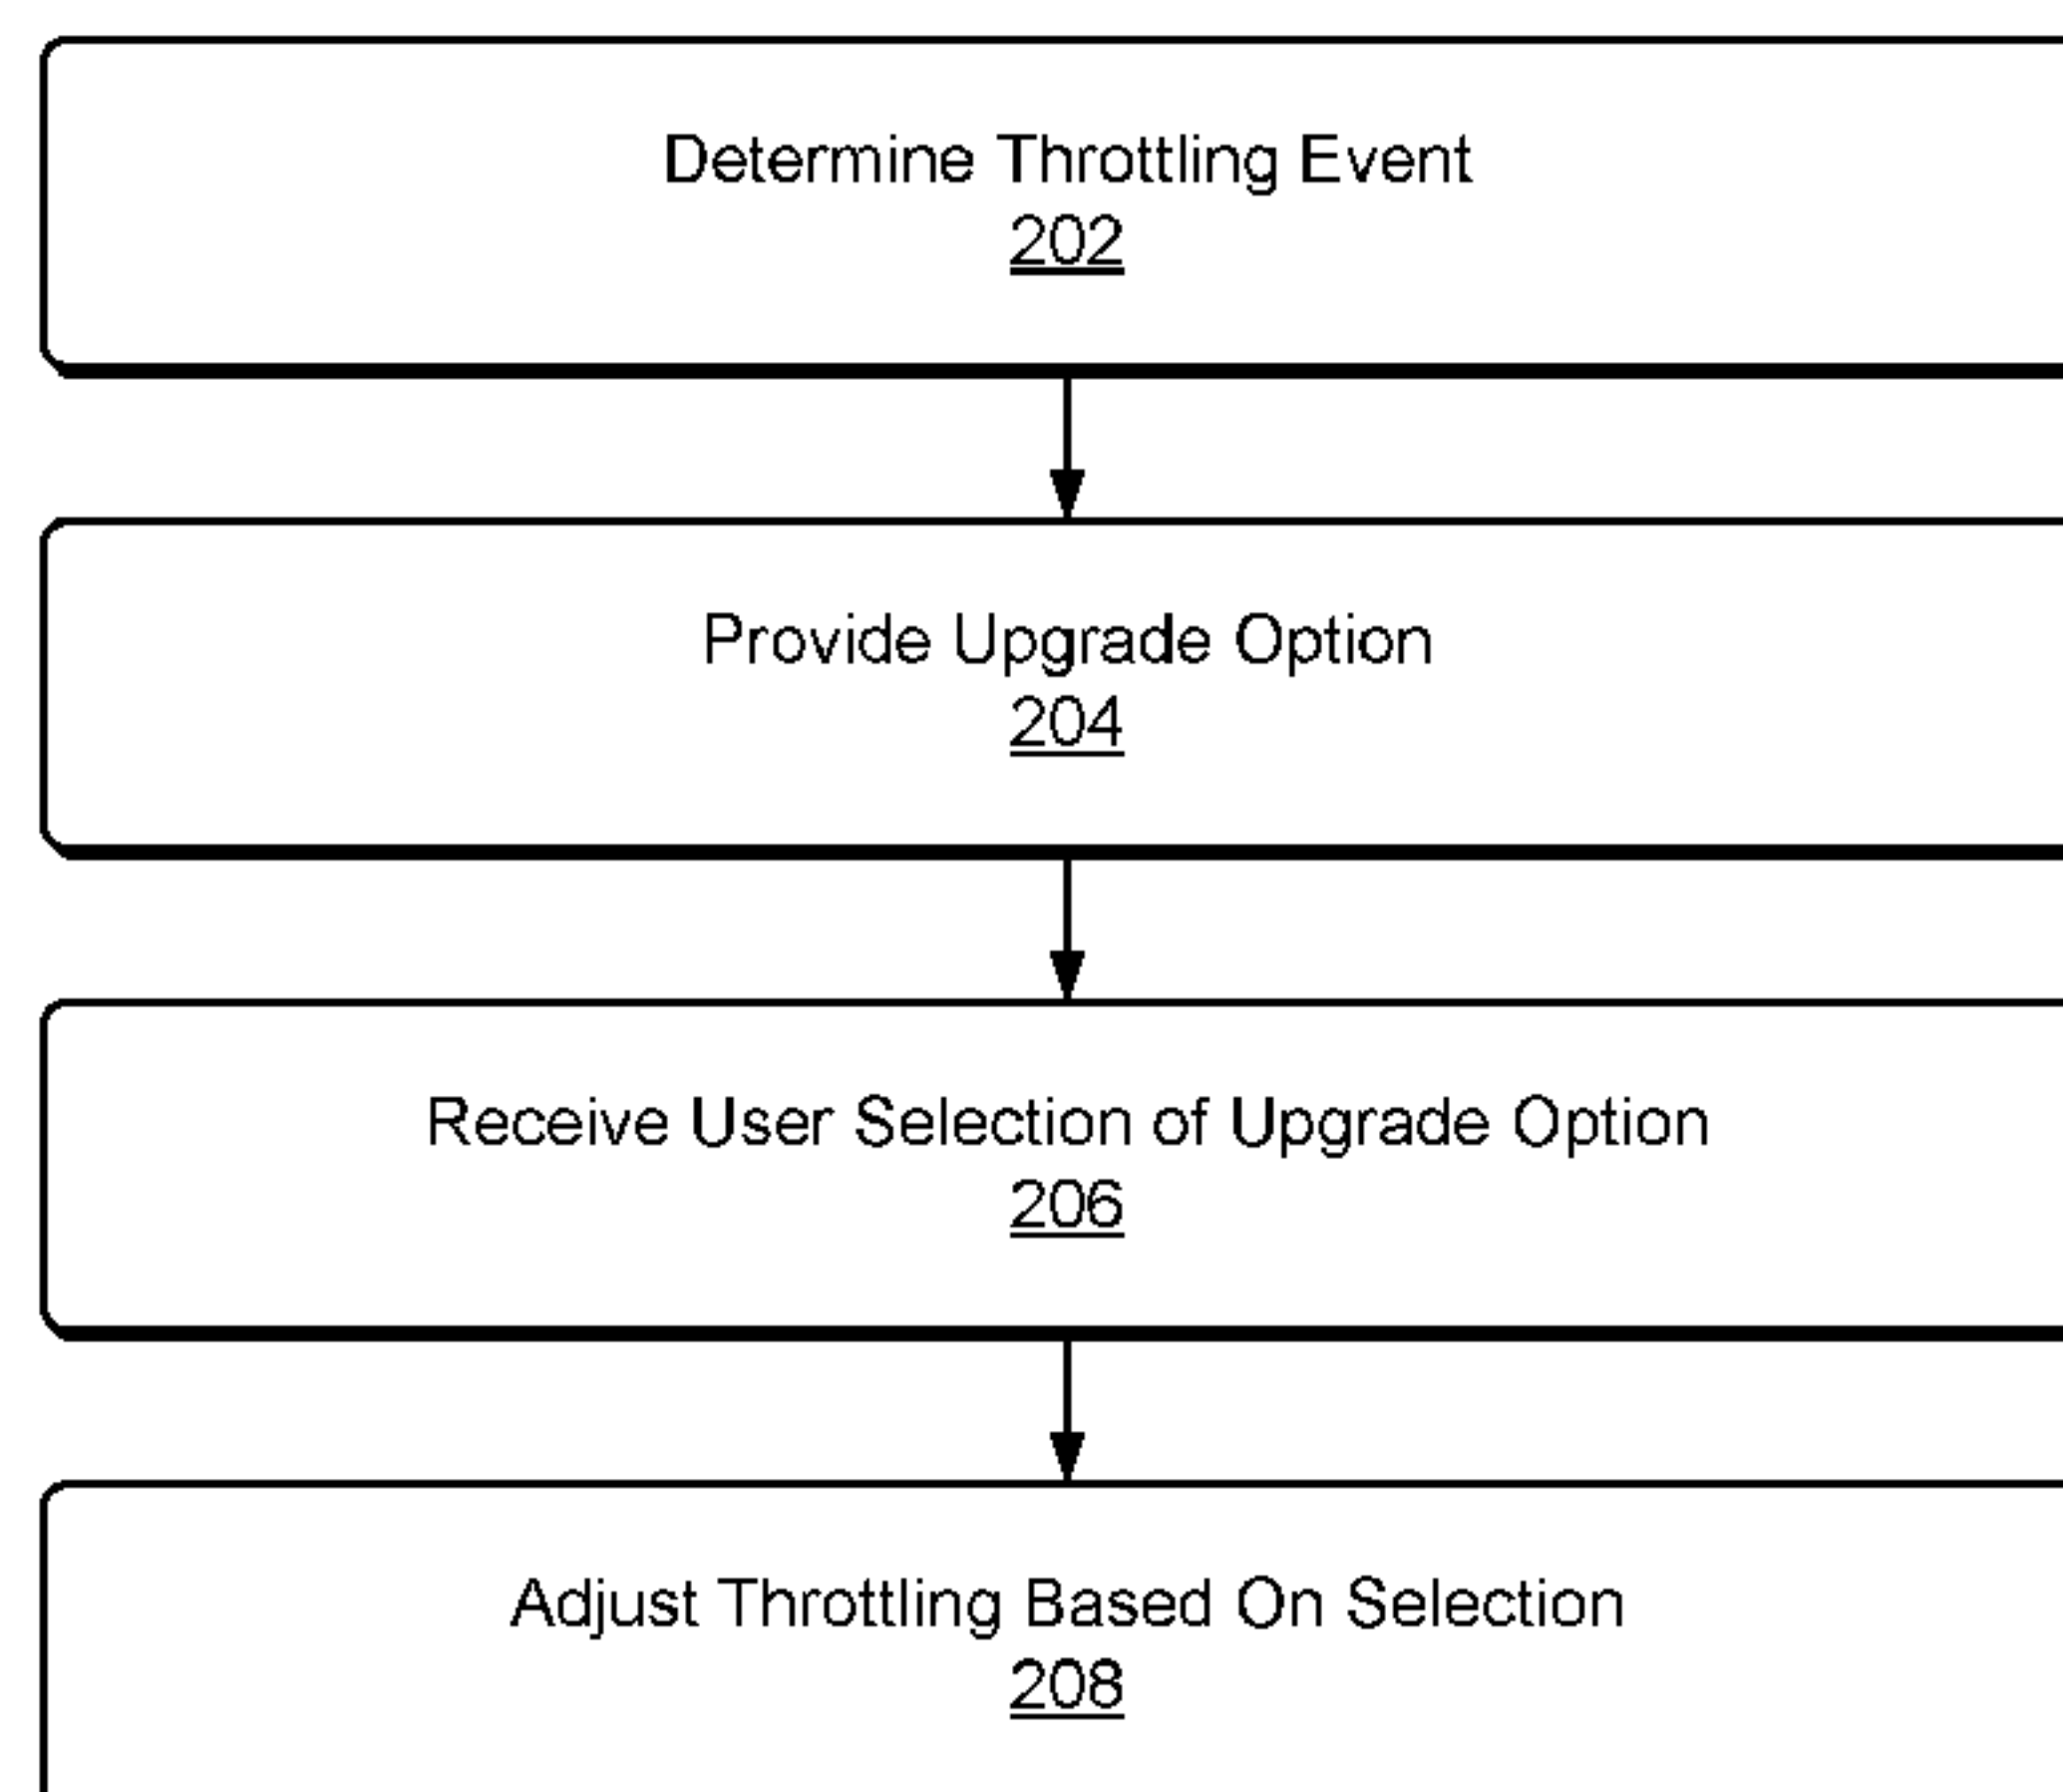 Determine Throttling Event
202
Provide Upgrade Option
204
Receive User Selection of Upgrade Option
206
Adjust Throttling Based On Selection
208